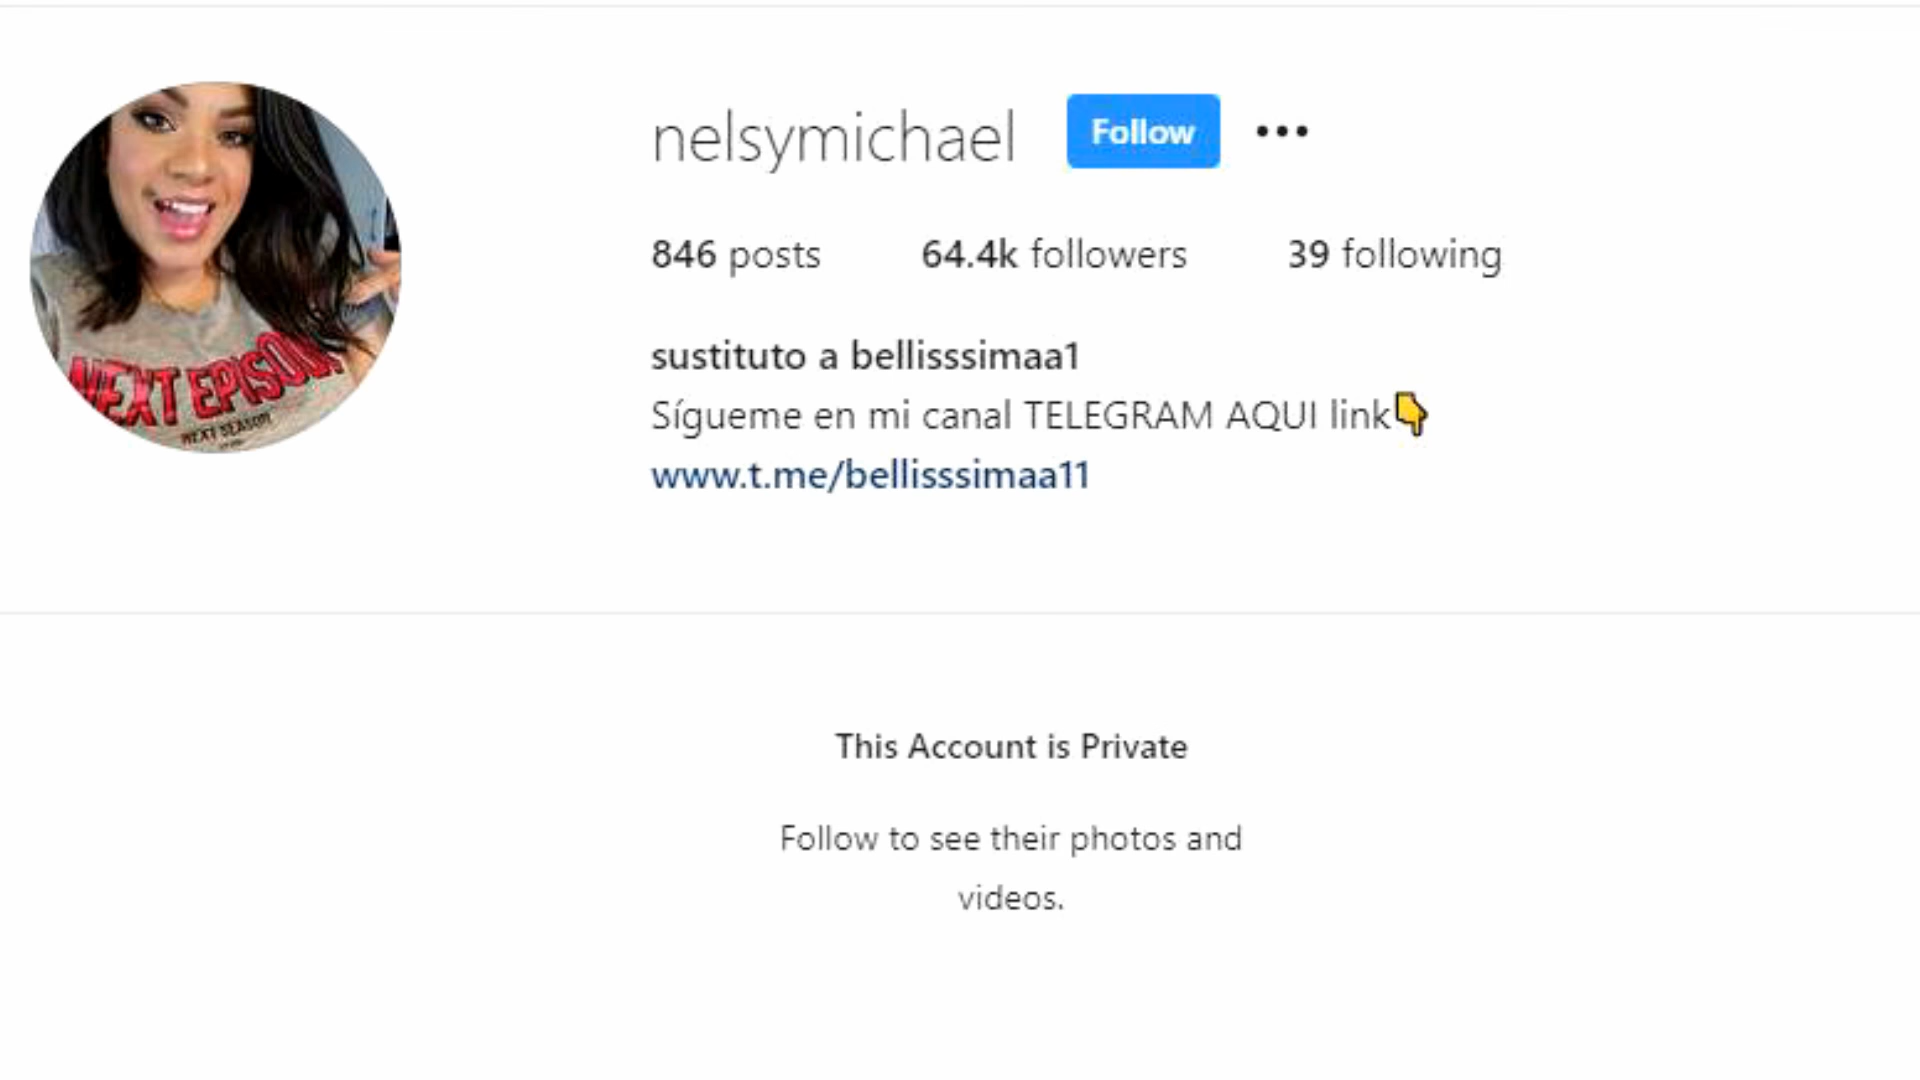 nelsymichael Follow
846 posts 64.4k followers 39 following
sustituto a bellisssimaa1
Sígueme en mi canal TELEGRAM AQUI link👇
www.t.me/bellisssimaa11
NEXT EPISODE
NEXT SEASON
This Account is Private
Follow to see their photos and
videos.